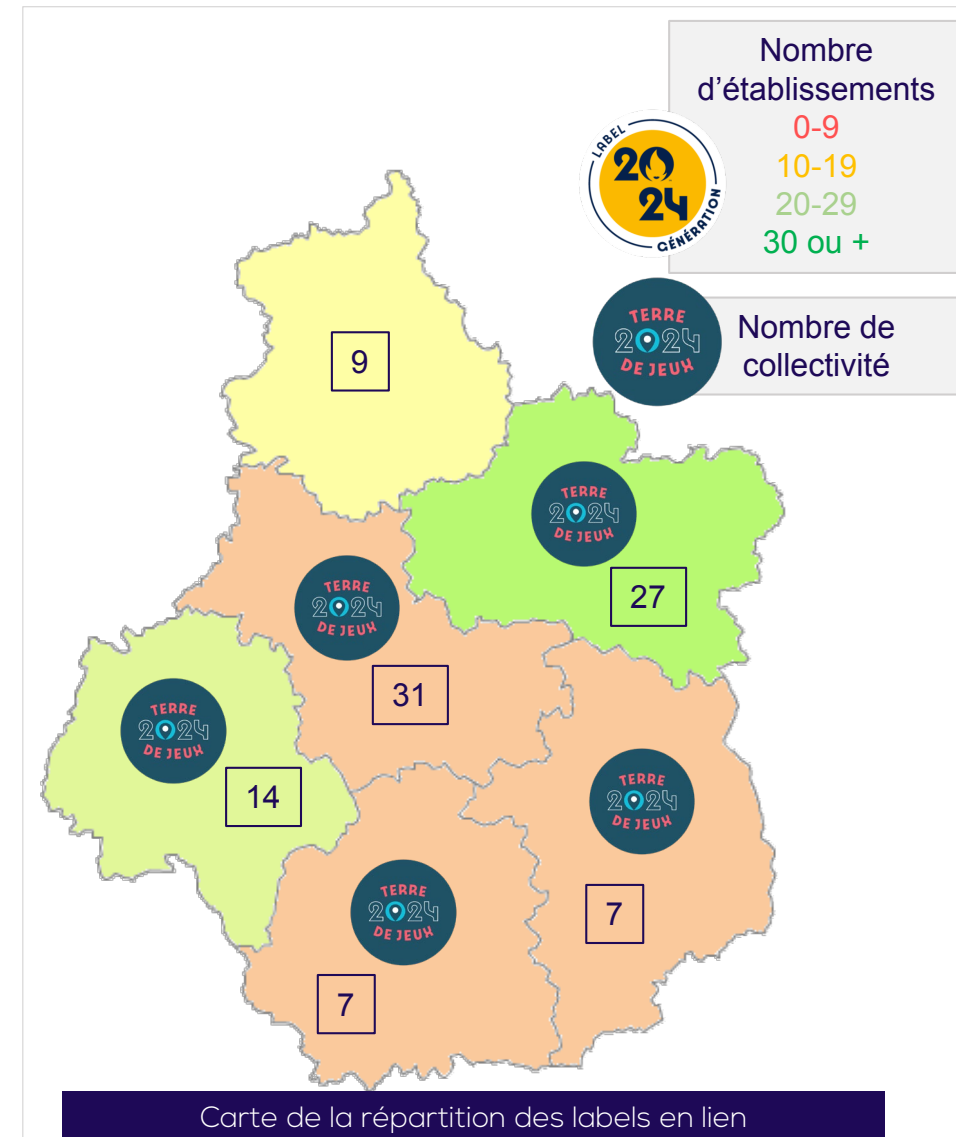 Nombre
d'établissements
0-9
10-19
20-29
30 ou +
LABEL
20
24
GÉNÉRATION
TERRE
2024
DE JEUX
Nombre de
collectivité
9
TERRE
2024
DE JEUX
27
TERRE
2024
DE JEUX
31
TERRE
2024
DE JEUX
14
TERRE
2024
DE JEUX
7
TERRE
2024
DE JEUX
7
Carte de la répartition des labels en lien